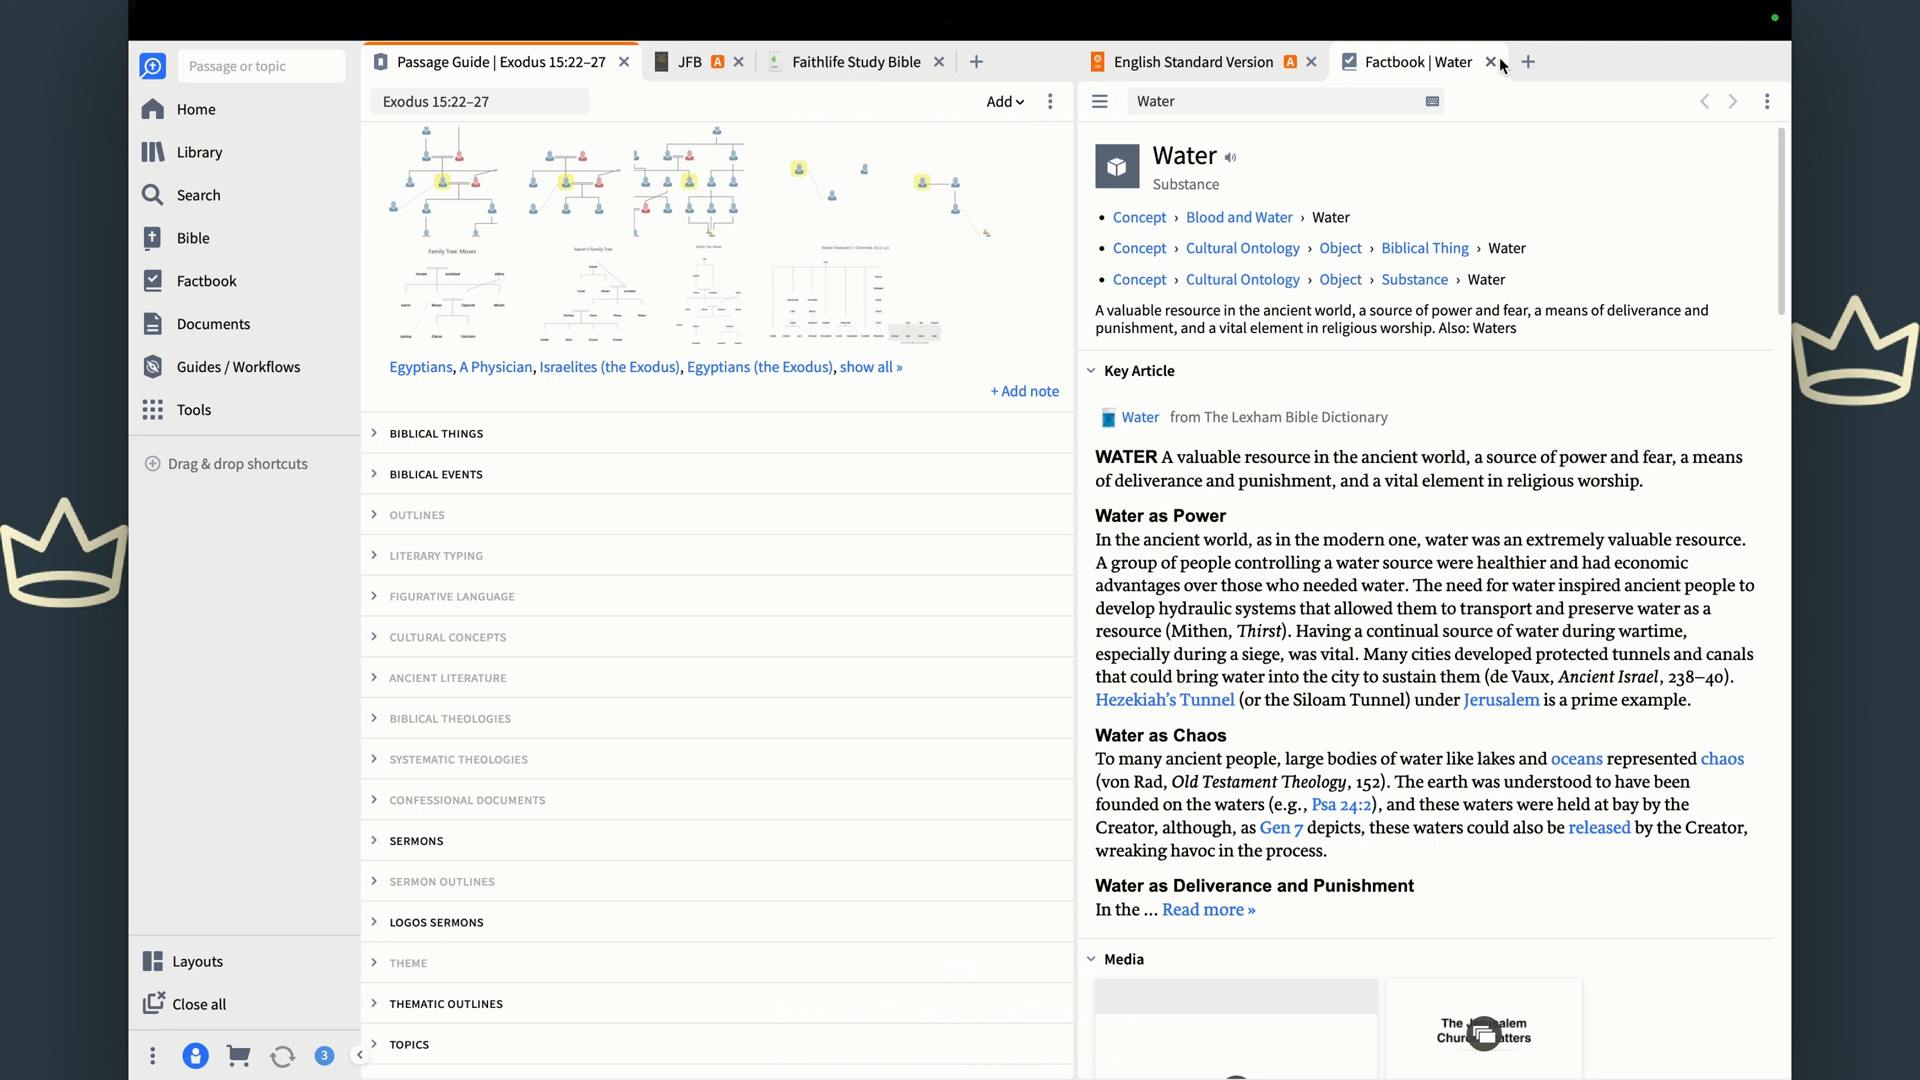 Passage or topic
Home
Library
Search
Bible
Factbook
Documents
Guides / Workflows
Tools
Drag & drop shortcuts
Layouts
Close all
3
Passage Guide | Exodus 15:22–27
JFB A
Faithlife Study Bible
Exodus 15:22–27
Add
Family Tree: Moses
Aaron's Family Tree
Egyptians, A Physician, Israelites (the Exodus), Egyptians (the Exodus), show all »
+ Add note
BIBLICAL THINGS
BIBLICAL EVENTS
OUTLINES
LITERARY TYPING
FIGURATIVE LANGUAGE
CULTURAL CONCEPTS
ANCIENT LITERATURE
BIBLICAL THEOLOGIES
SYSTEMATIC THEOLOGIES
CONFESSIONAL DOCUMENTS
SERMONS
SERMON OUTLINES
LOGOS SERMONS
THEME
THEMATIC OUTLINES
TOPICS
English Standard Version A
Factbook | Water
Water
Water
Substance
• Concept › Blood and Water › Water
• Concept › Cultural Ontology › Object › Biblical Thing › Water
• Concept › Cultural Ontology › Object › Substance › Water
A valuable resource in the ancient world, a source of power and fear, a means of deliverance and
punishment, and a vital element in religious worship. Also: Waters
Key Article
Water from The Lexham Bible Dictionary
WATER A valuable resource in the ancient world, a source of power and fear, a means
of deliverance and punishment, and a vital element in religious worship.
Water as Power
In the ancient world, as in the modern one, water was an extremely valuable resource.
A group of people controlling a water source were healthier and had economic
advantages over those who needed water. The need for water inspired ancient people to
develop hydraulic systems that allowed them to transport and preserve water as a
resource (Mithen, Thirst). Having a continual source of water during wartime,
especially during a siege, was vital. Many cities developed protected tunnels and canals
that could bring water into the city to sustain them (de Vaux, Ancient Israel, 238–40).
Hezekiah's Tunnel (or the Siloam Tunnel) under Jerusalem is a prime example.
Water as Chaos
To many ancient people, large bodies of water like lakes and oceans represented chaos
(von Rad, Old Testament Theology, 152). The earth was understood to have been
founded on the waters (e.g., Psa 24:2), and these waters were held at bay by the
Creator, although, as Gen 7 depicts, these waters could also be released by the Creator,
wreaking havoc in the process.
Water as Deliverance and Punishment
In the ... Read more »
Media
The Jerusalem
Church Matters